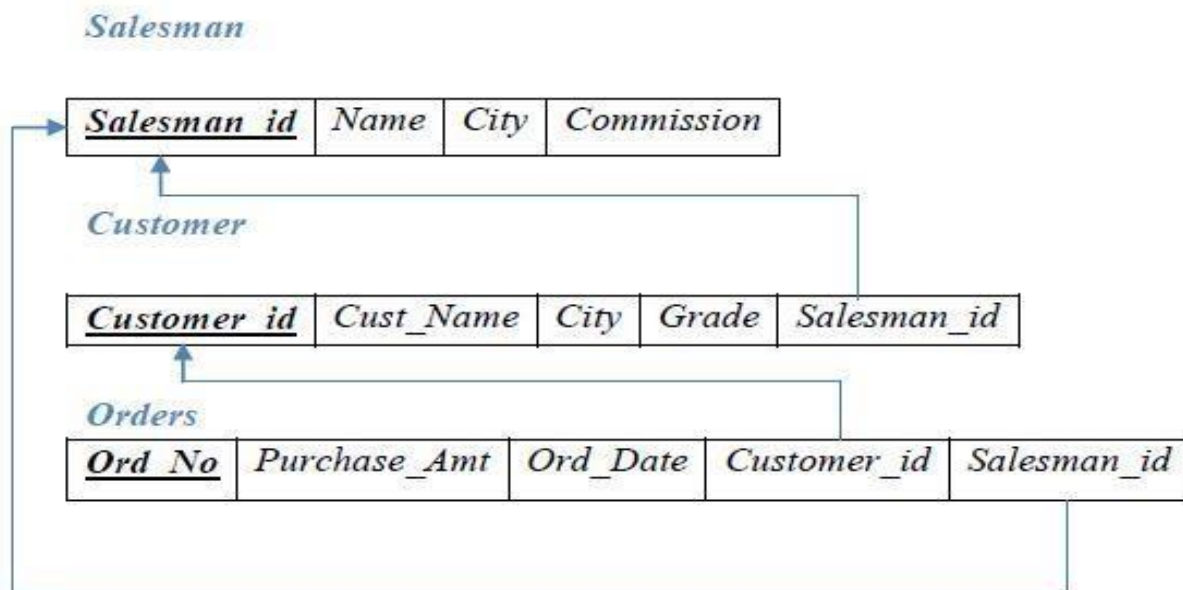 Salesman
Salesman_id Name City Commission
Customer
Customer_id Cust_Name City Grade Salesman_id
Orders
Ord_No Purchase_Amt Ord_Date Customer_id Salesman_id